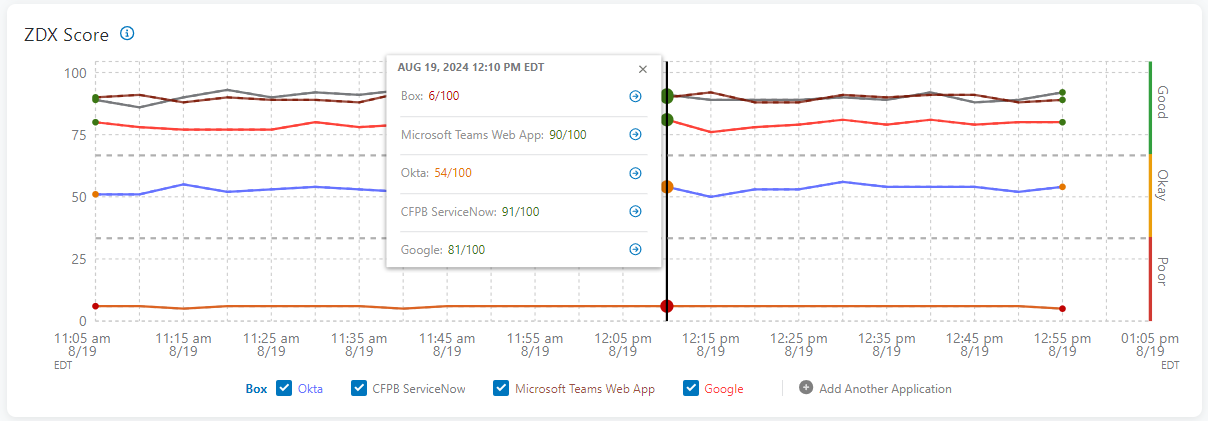 ZDX Score
AUG 19, 2024 12:10 PM EDT
Box: 6/100
Microsoft Teams Web App: 90/100
Okta: 54/100
CFPB ServiceNow: 91/100
Google: 81/100
100
75
50
25
0
Good
Okay
Poor
11:05 am 11:15 am 11:25 am 11:35 am 11:45 am 11:55 am 12:05 pm 12:15 pm 12:25 pm 12:35 pm 12:45 pm 12:55 pm 01:05 pm
8/19 8/19 8/19 8/19 8/19 8/19 8/19 8/19 8/19 8/19 8/19 8/19 8/19
EDT EDT
Box Okta CFPB ServiceNow Microsoft Teams Web App Google Add Another Application